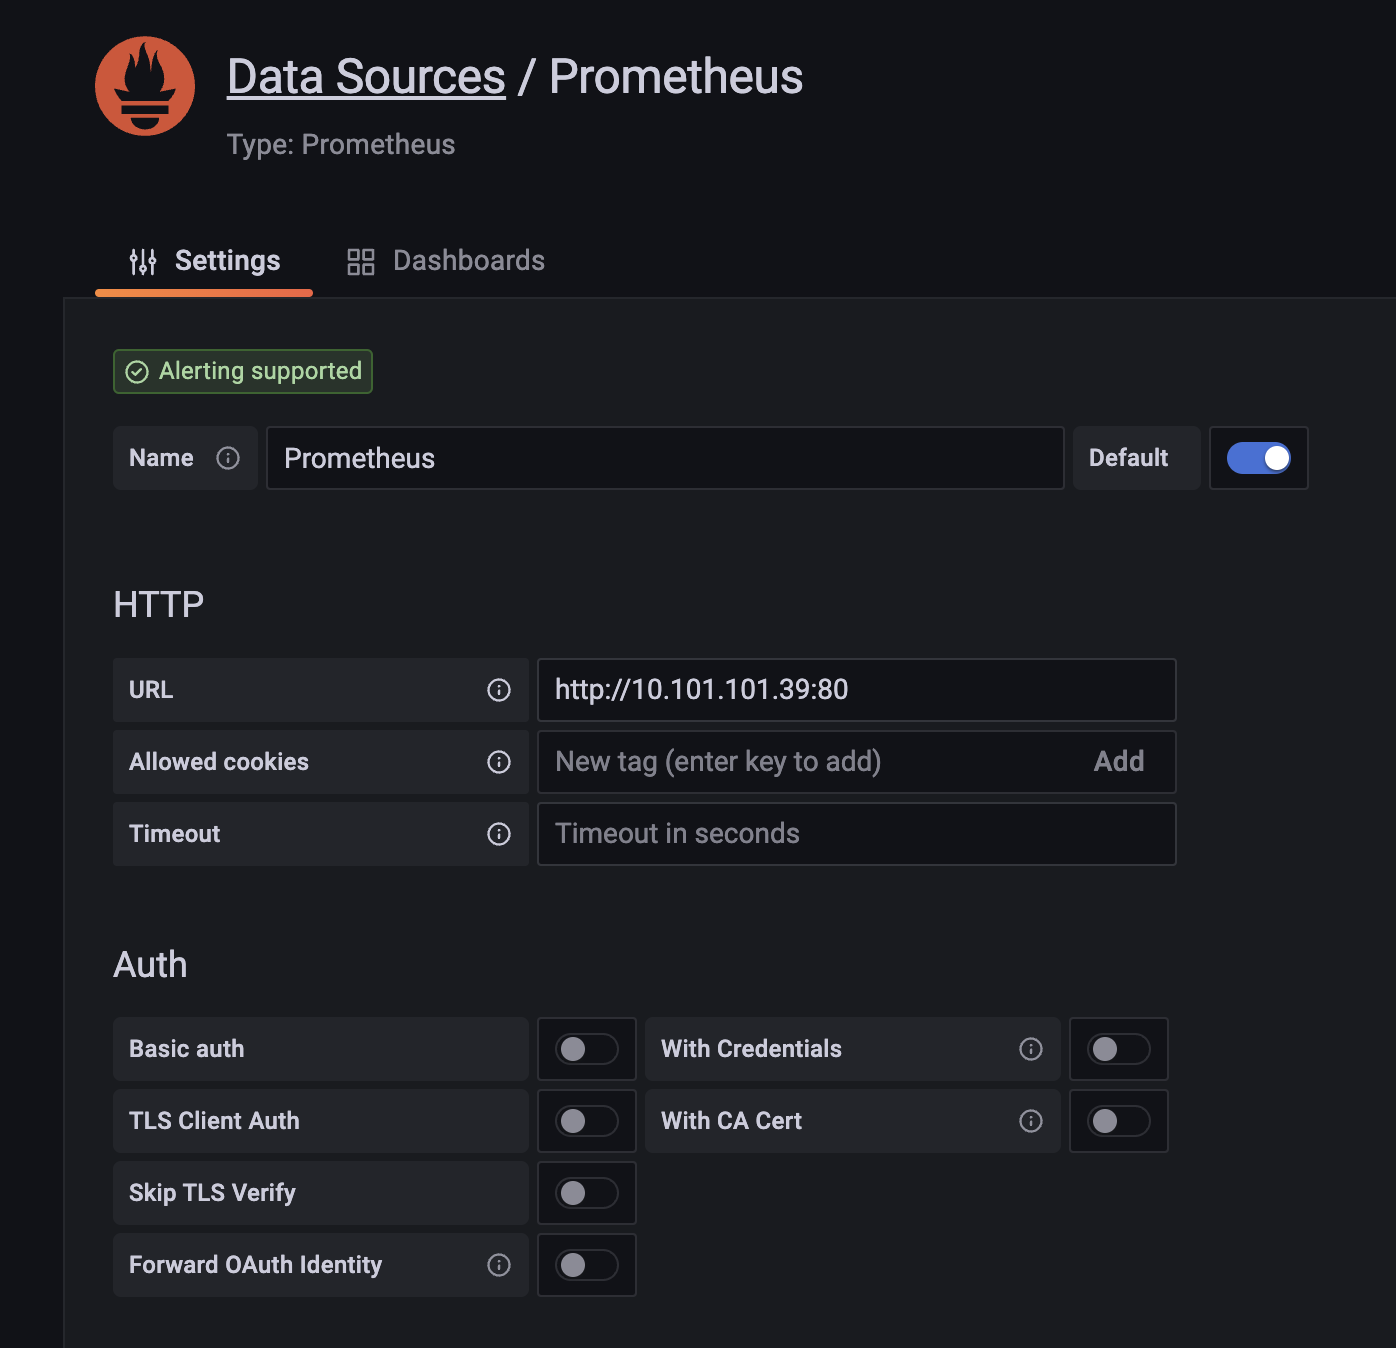 Data Sources / Prometheus
Type: Prometheus
Settings Dashboards
Alerting supported
Name Prometheus Default
HTTP
URL http://10.101.101.39:80
Allowed cookies New tag (enter key to add) Add
Timeout Timeout in seconds
Auth
Basic auth With Credentials
TLS Client Auth With CA Cert
Skip TLS Verify
Forward OAuth Identity